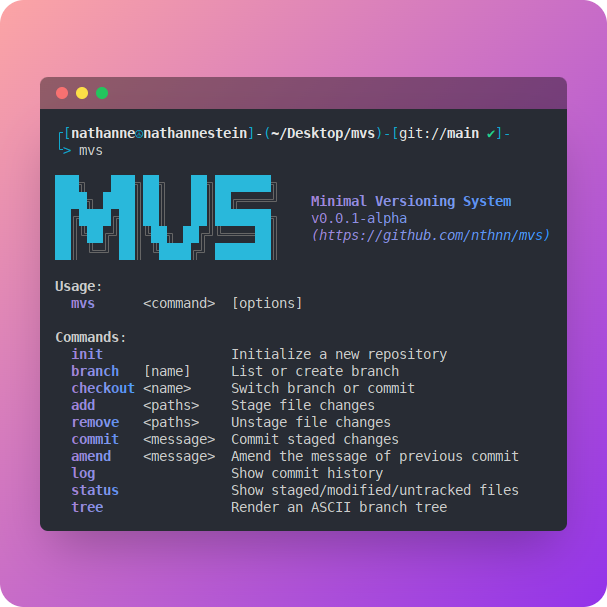 ┌[nathanne@nathannestein]-(~/Desktop/mvs)-[git://main ✔]-
└> mvs
MVS
Minimal Versioning System
v0.0.1-alpha
(https://github.com/nthnn/mvs)
Usage:
mvs <command> [options]
Commands:
init Initialize a new repository
branch [name] List or create branch
checkout <name> Switch branch or commit
add <paths> Stage file changes
remove <paths> Unstage file changes
commit <message> Commit staged changes
amend <message> Amend the message of previous commit
log Show commit history
status Show staged/modified/untracked files
tree Render an ASCII branch tree